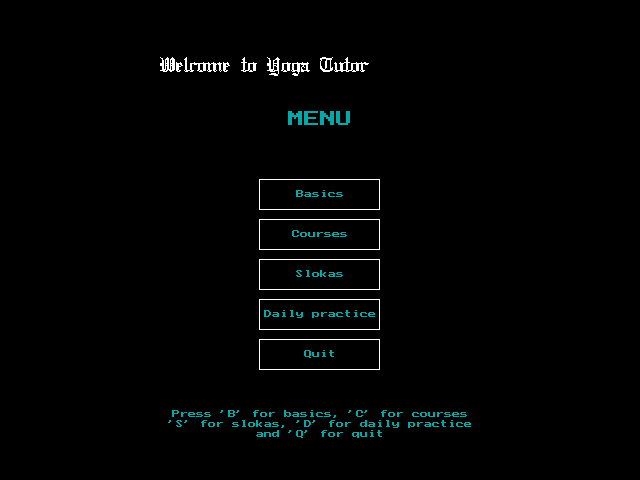 Welcome to Yoga Tutor
MENU
Basics
Courses
Slokas
Daily practice
Quit
Press 'B' for basics, 'C' for courses
'S' for slokas, 'D' for daily practice
and 'Q' for quit